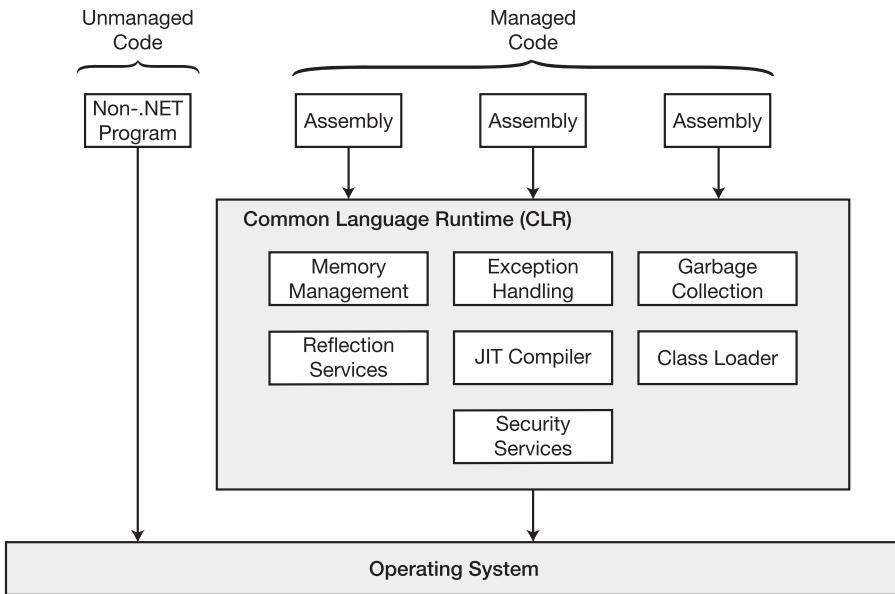 Unmanaged
Code
Managed
Code
Non-.NET
Program
Assembly
Assembly
Assembly
Common Language Runtime (CLR)
Memory
Management
Exception
Handling
Garbage
Collection
Reflection
Services
JIT Compiler
Class Loader
Security
Services
Operating System